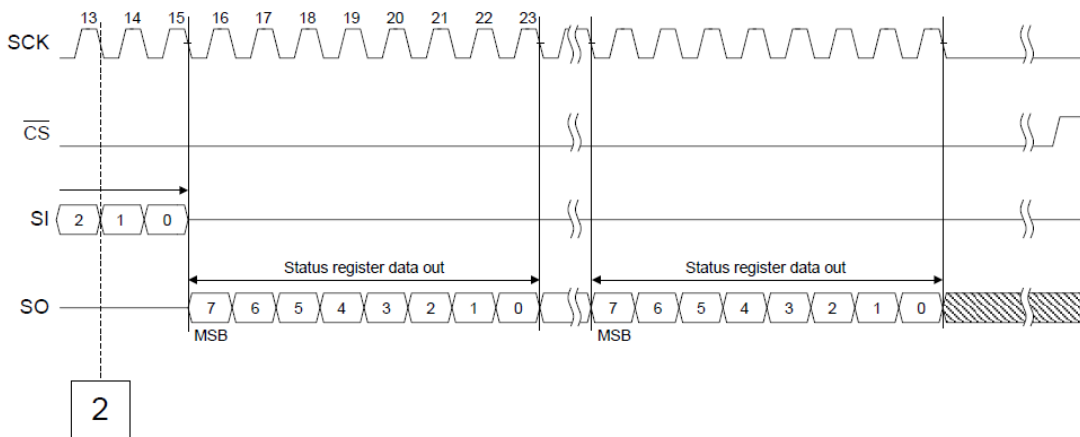 13 14 15 16 17 18 19 20 21 22 23
SCK
CS
SI 2 1 0
Status register data out Status register data out
SO 7 6 5 4 3 2 1 0 7 6 5 4 3 2 1 0
MSB MSB
2